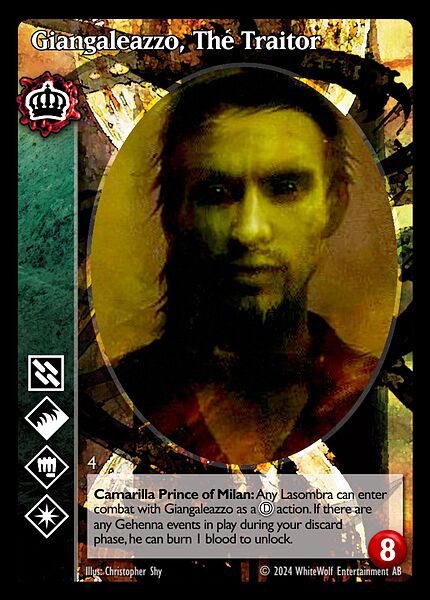 Giangaleazzo, The Traitor
4
Camarilla Prince of Milan: Any Lasombra can enter
combat with Giangaleazzo as a Ⓓ action. If there are
any Gehenna events in play during your discard
phase, he can burn 1 blood to unlock.
8
Illus: Christopher Shy
© 2024 WhiteWolf Entertainment AB